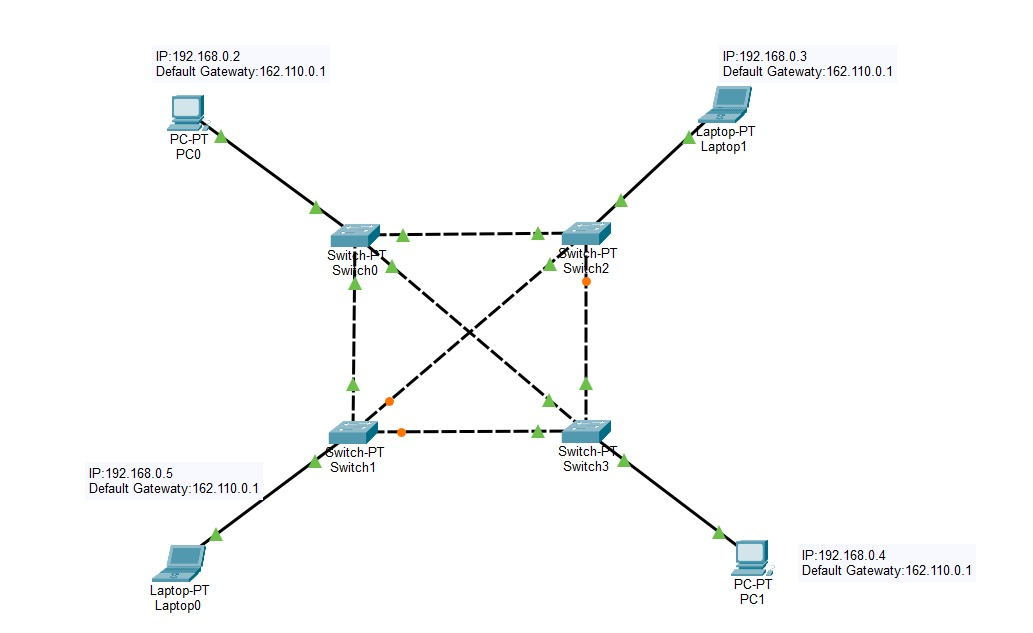 IP:192.168.0.2
Default Gatewaty:162.110.0.1
PC-PT
PC0
IP:192.168.0.3
Default Gatewaty:162.110.0.1
Laptop-PT
Laptop1
Switch-PT
Switch0
Switch-PT
Switch2
Switch-PT
Switch1
Switch-PT
Switch3
IP:192.168.0.5
Default Gatewaty:162.110.0.1
Laptop-PT
Laptop0
PC-PT
PC1
IP:192.168.0.4
Default Gatewaty:162.110.0.1